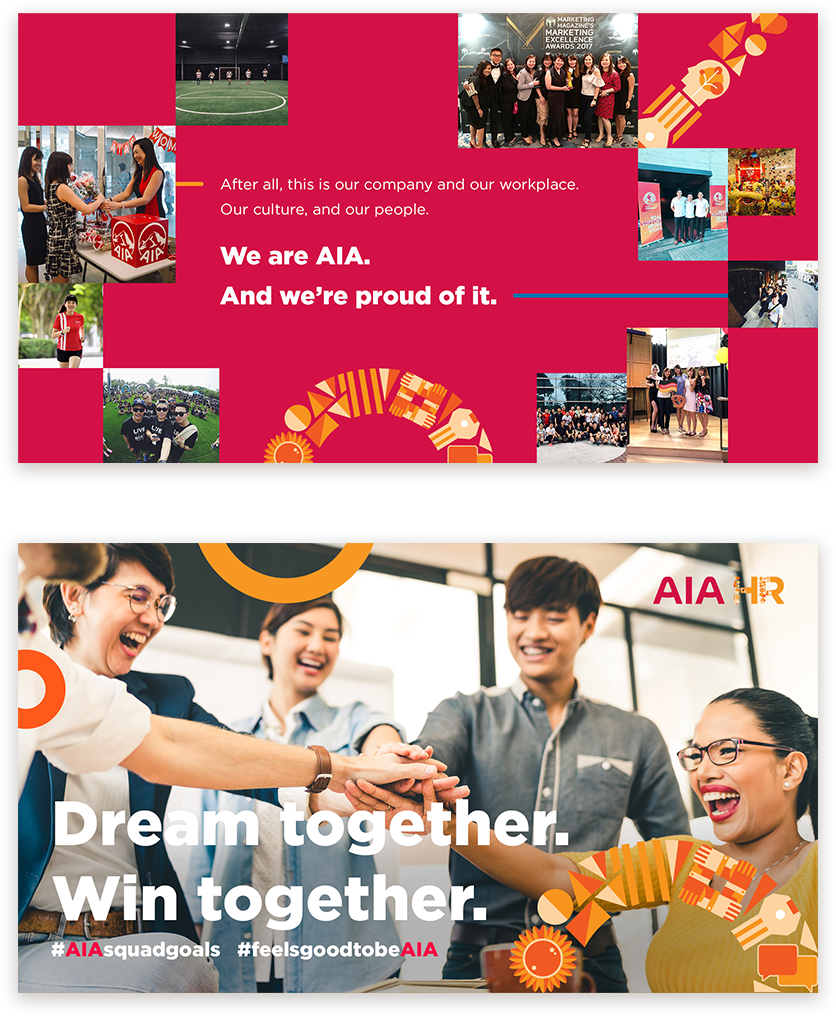 MARKETING
MAGAZINE'S
MARKETING
EXCELLENCE
AWARDS 2017
After all, this is our company and our workplace.
Our culture, and our people.
We are AIA.
And we're proud of it.
AIA
AIA
LIVE
LIVE
AIA HR
Dream together.
Win together.
#AIAsquadgoals #feelsgoodtobeAIA